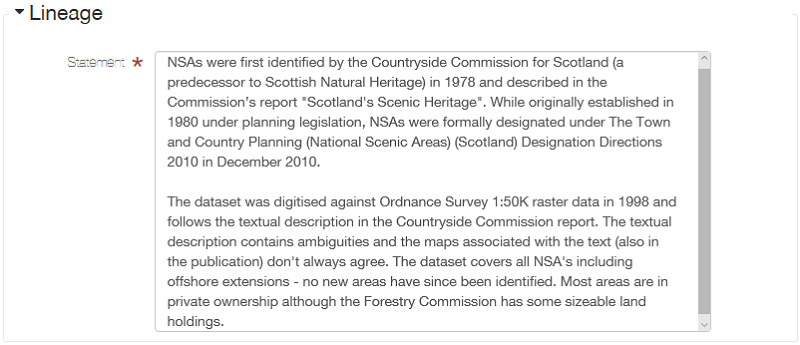 Lineage
Statement *
NSAs were first identified by the Countryside Commission for Scotland (a
predecessor to Scottish Natural Heritage) in 1978 and described in the
Commission's report "Scotland's Scenic Heritage". While originally established in
1980 under planning legislation, NSAs were formally designated under The Town
and Country Planning (National Scenic Areas) (Scotland) Designation Directions
2010 in December 2010.

The dataset was digitised against Ordnance Survey 1:50K raster data in 1998 and
follows the textual description in the Countryside Commission report. The textual
description contains ambiguities and the maps associated with the text (also in
the publication) don't always agree. The dataset covers all NSA's including
offshore extensions - no new areas have since been identified. Most areas are in
private ownership although the Forestry Commission has some sizeable land
holdings.